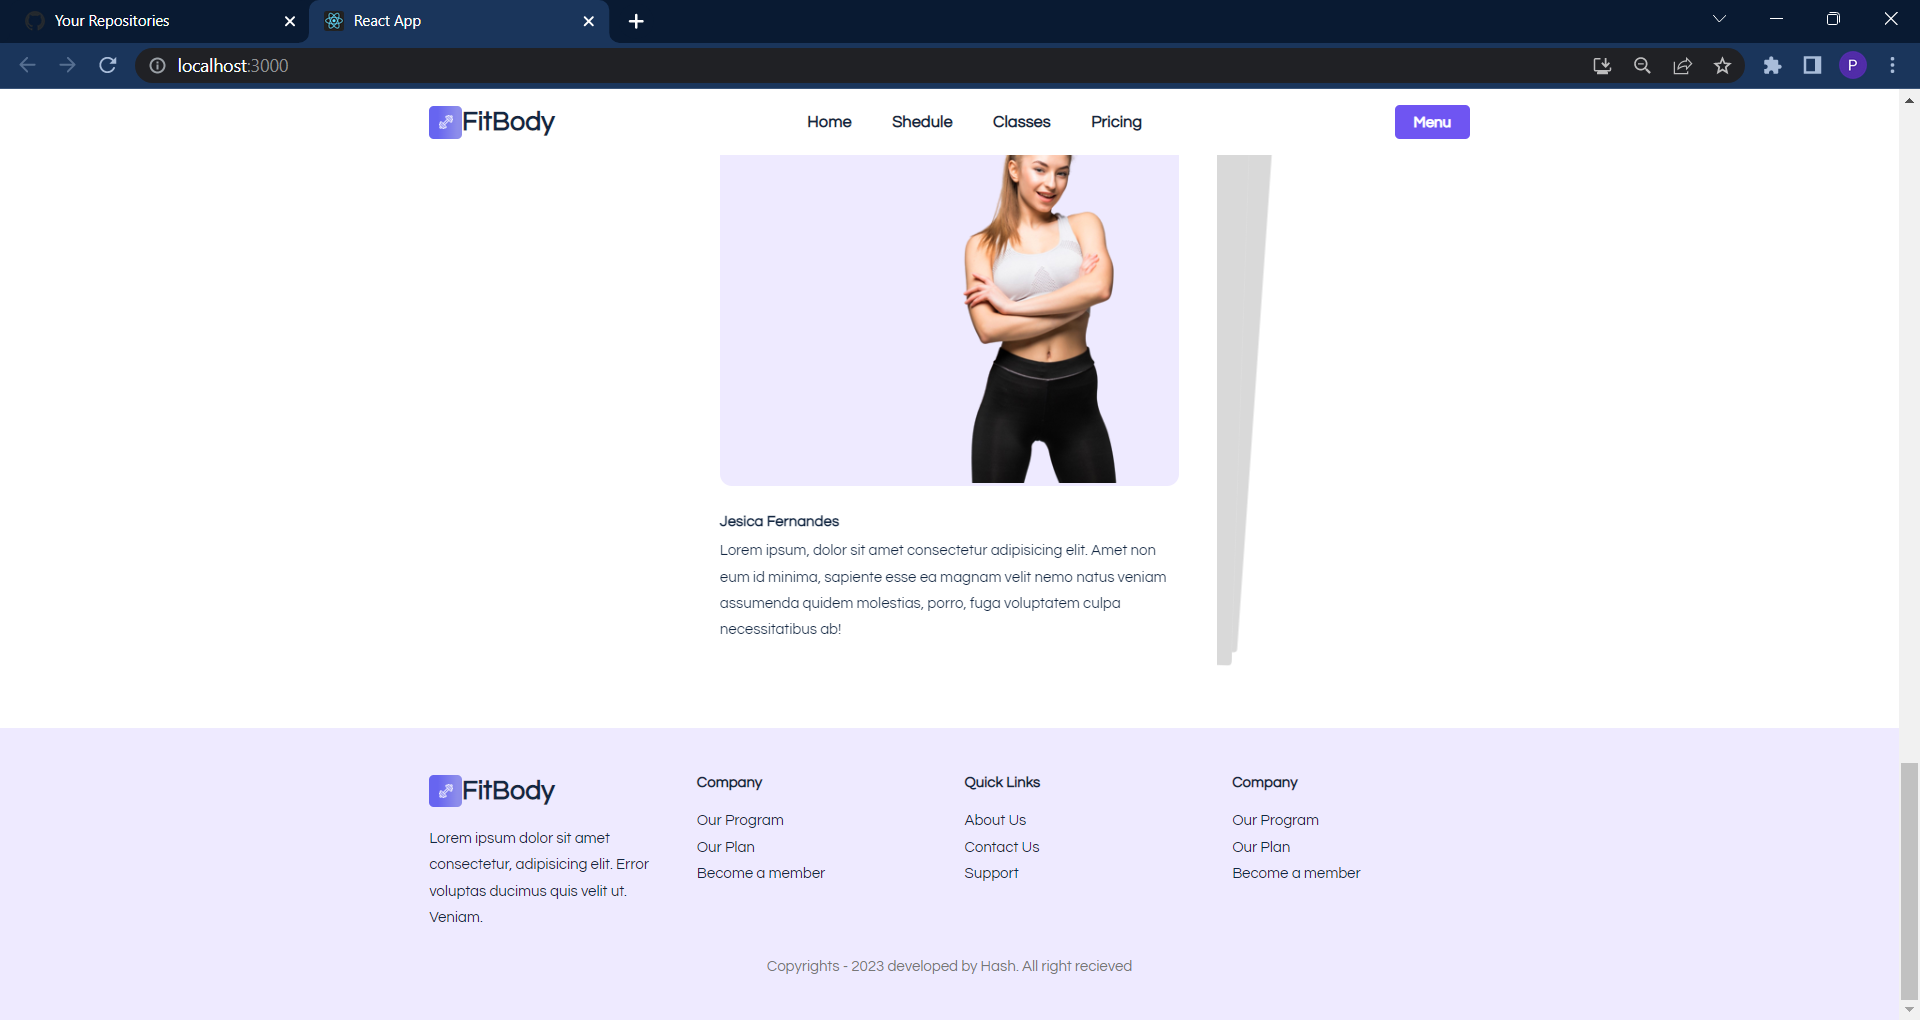 Your Repositories
React App
localhost:3000
P
FitBody
Home
Shedule
Classes
Pricing
Menu
Jesica Fernandes
Lorem ipsum, dolor sit amet consectetur adipisicing elit. Amet non
eum id minima, sapiente esse ea magnam velit nemo natus veniam
assumenda quidem molestias, porro, fuga voluptatem culpa
necessitatibus ab!
FitBody
Lorem ipsum dolor sit amet
consectetur, adipisicing elit. Error
voluptas ducimus quis velit ut.
Veniam.
Company
Our Program
Our Plan
Become a member
Quick Links
About Us
Contact Us
Support
Company
Our Program
Our Plan
Become a member
Copyrights - 2023 developed by Hash. All right recieved